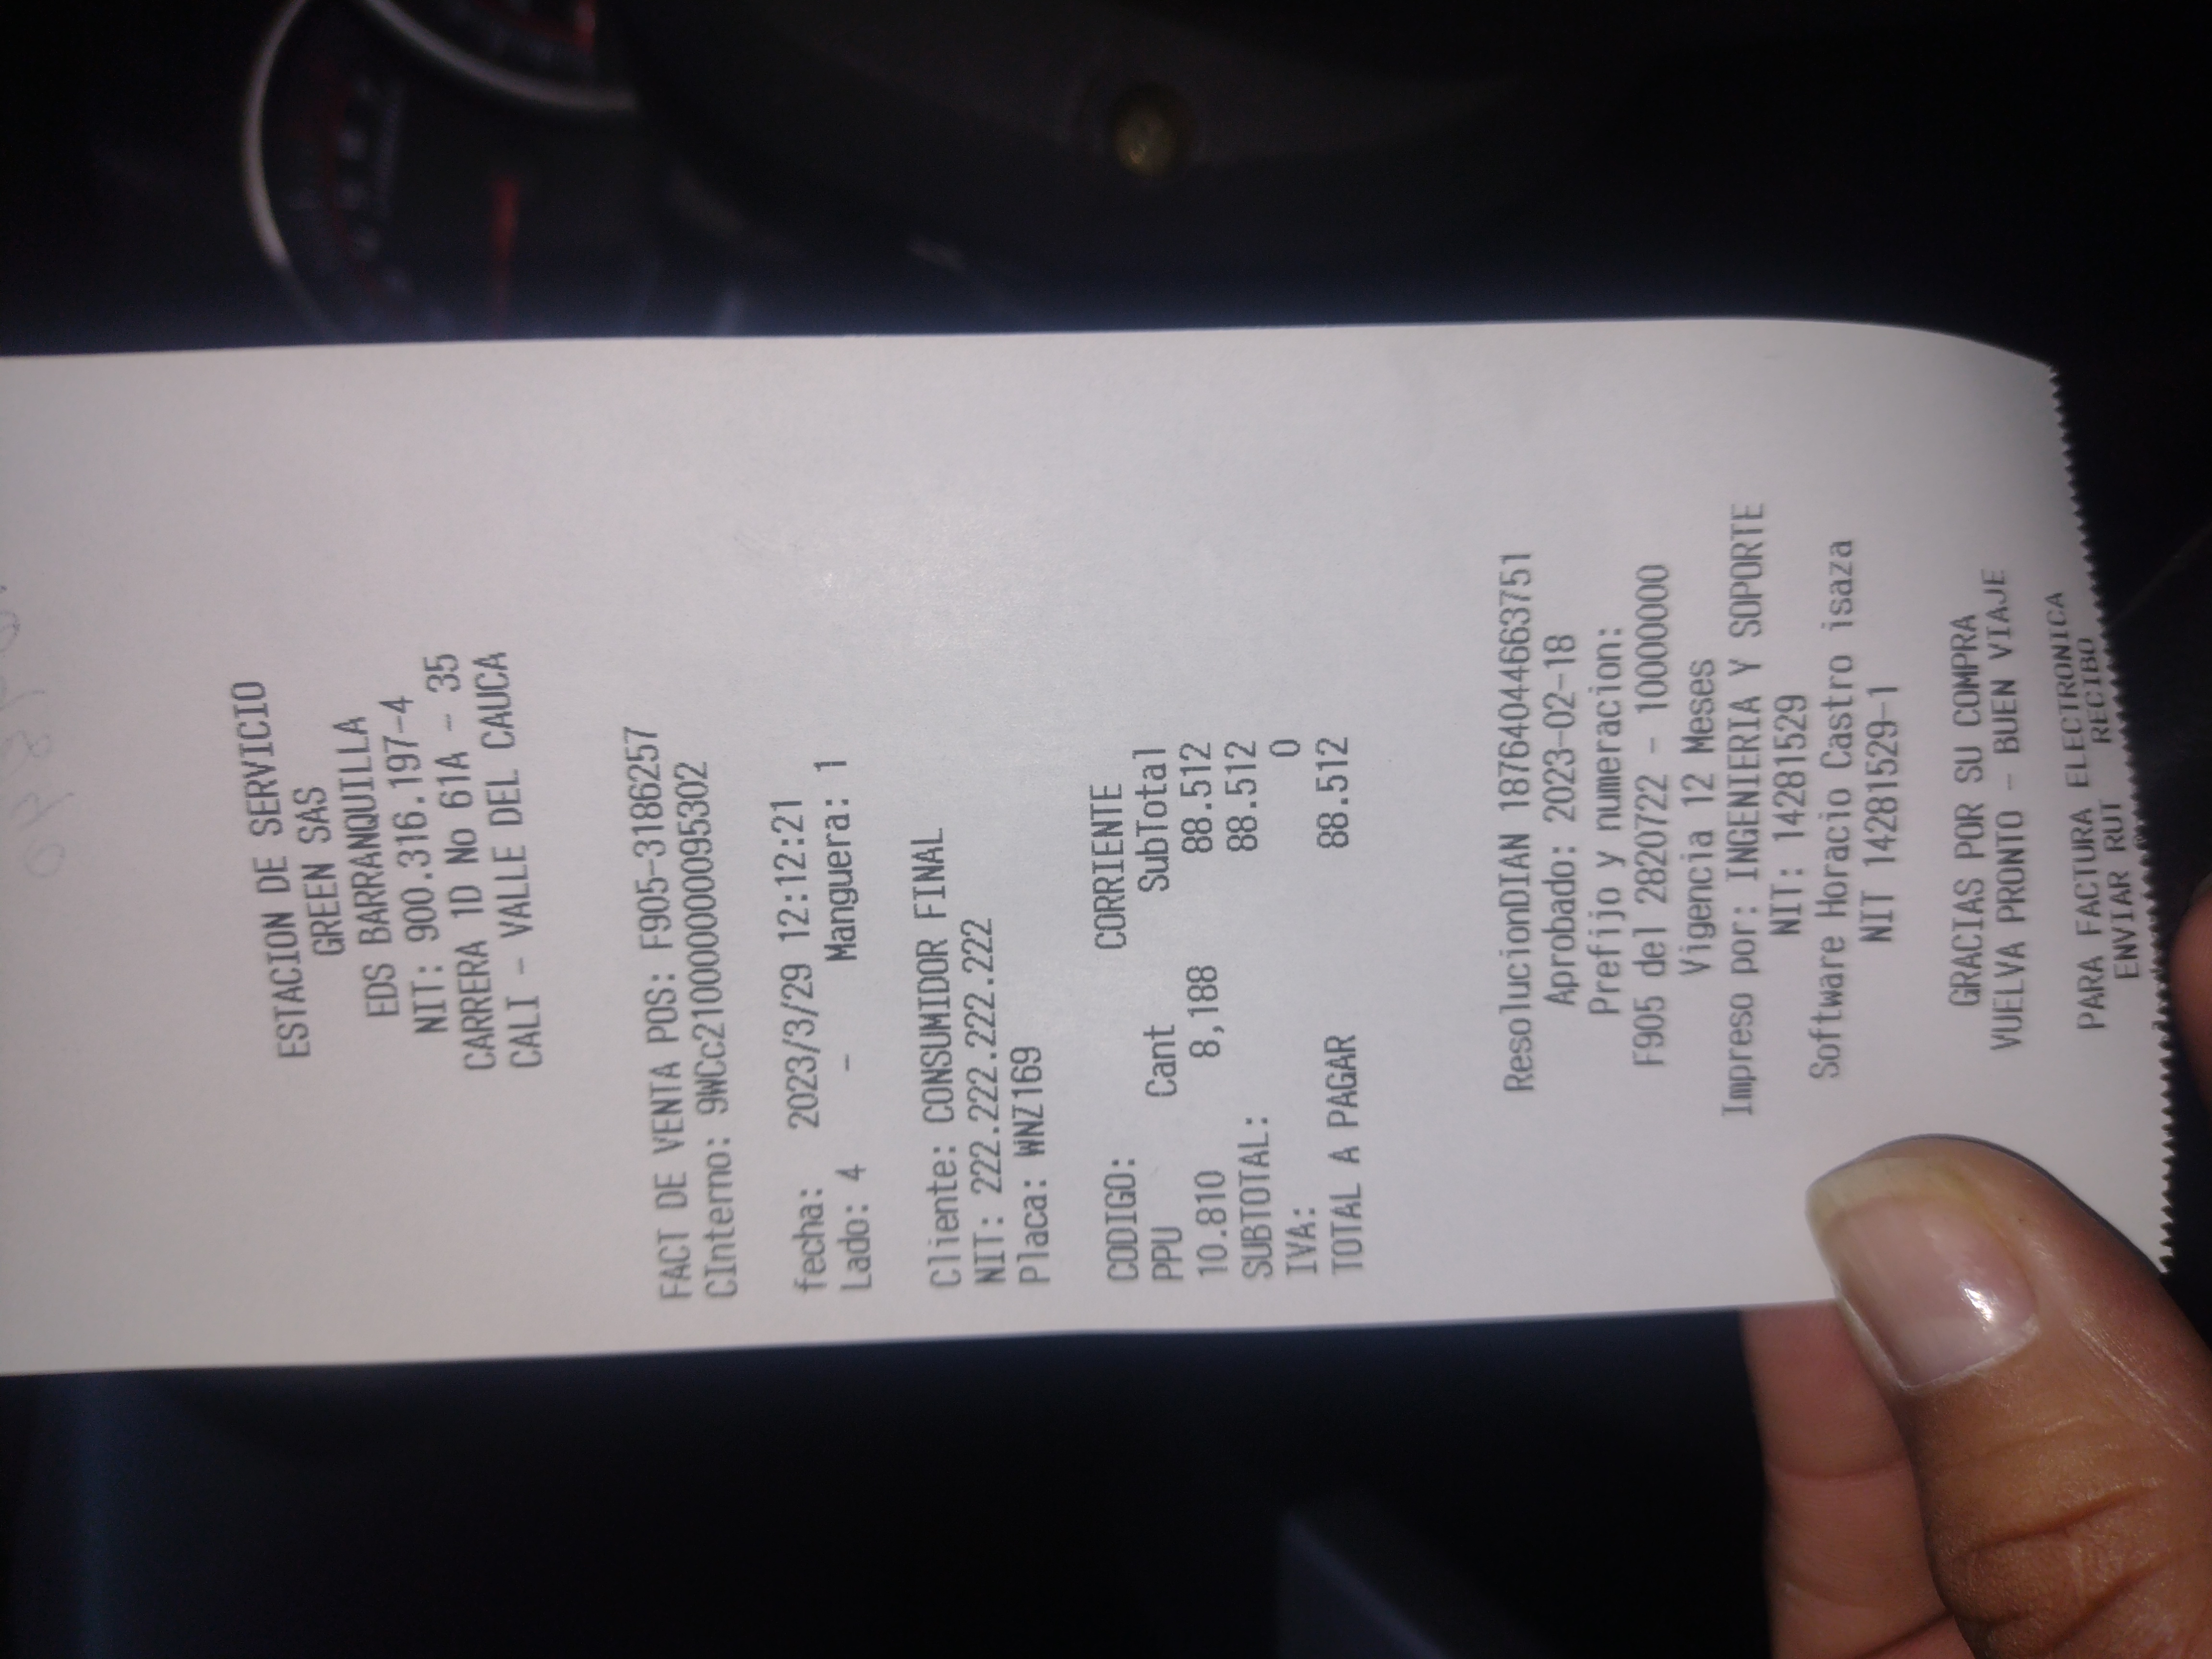 ESTACION DE SERVICIO
GREEN SAS
EDS BARRANQUILLA
NIT: 900.316.197-4
CARRERA 1D No 61A - 35
CALI - VALLE DEL CAUCA
FACT DE VENTA POS: F905-3186257
CInterno: 9WCc2100000000095302
fecha: 2023/3/29 12:12:21
Lado: 4 - Manguera: 1
Cliente: CONSUMIDOR FINAL
NIT: 222.222.222.222
Placa: WNZ169
CODIGO: CORRIENTE
PPU Cant SubTotal
10.810 8,188 88.512
SUBTOTAL: 88.512
IVA: 0
TOTAL A PAGAR 88.512
ResolucionDIAN 18764044663751
Aprobado: 2023-02-18
Prefijo y numeracion:
F905 del 2820722 - 10000000
Vigencia 12 Meses
Impreso por: INGENIERIA Y SOPORTE
NIT: 14281529
Software Horacio Castro isaza
NIT 14281529-1
GRACIAS POR SU COMPRA
VUELVA PRONTO - BUEN VIAJE
PARA FACTURA ELECTRONICA
ENVIAR RUT RECIBO